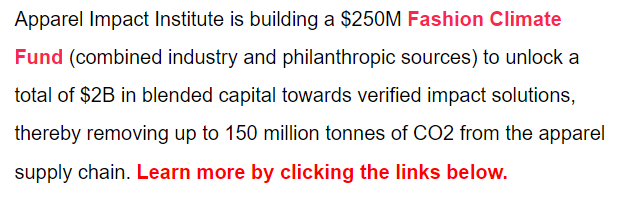 Apparel Impact Institute is building a $250M Fashion Climate
Fund (combined industry and philanthropic sources) to unlock a
total of $2B in blended capital towards verified impact solutions,
thereby removing up to 150 million tonnes of CO2 from the apparel
supply chain. Learn more by clicking the links below.